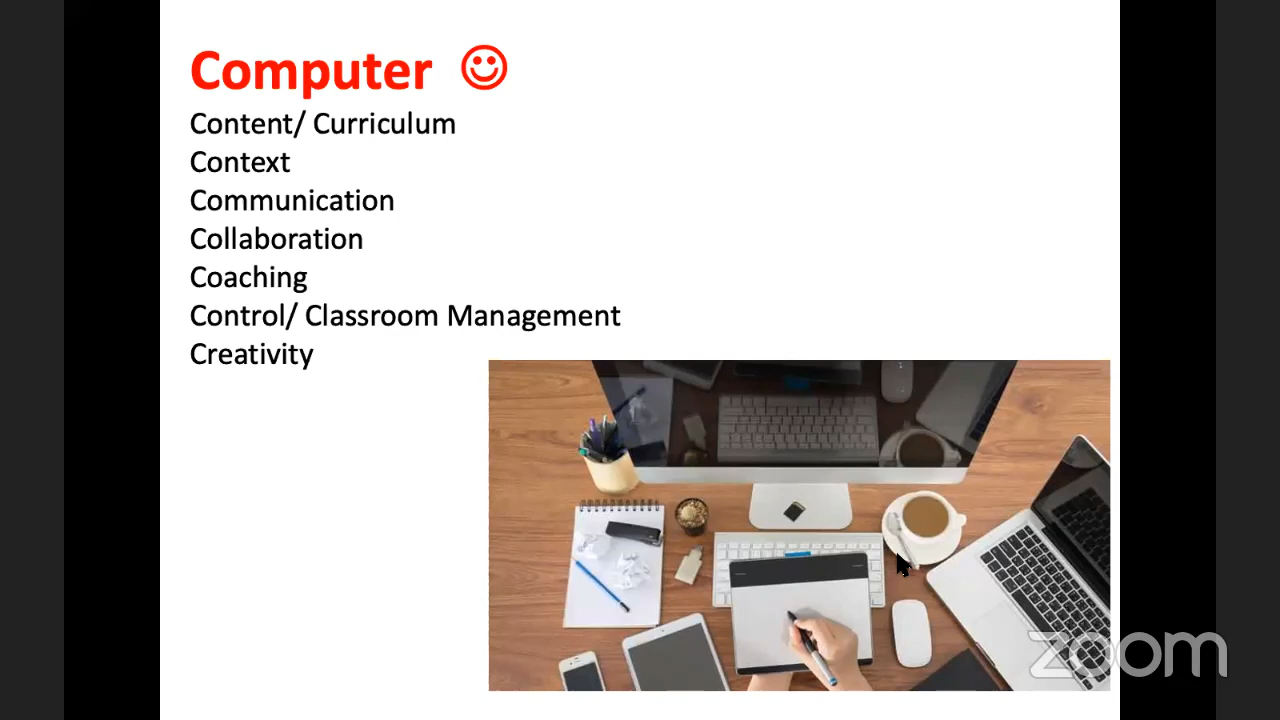 Computer ☺
Content/ Curriculum
Context
Communication
Collaboration
Coaching
Control/ Classroom Management
Creativity
zoom